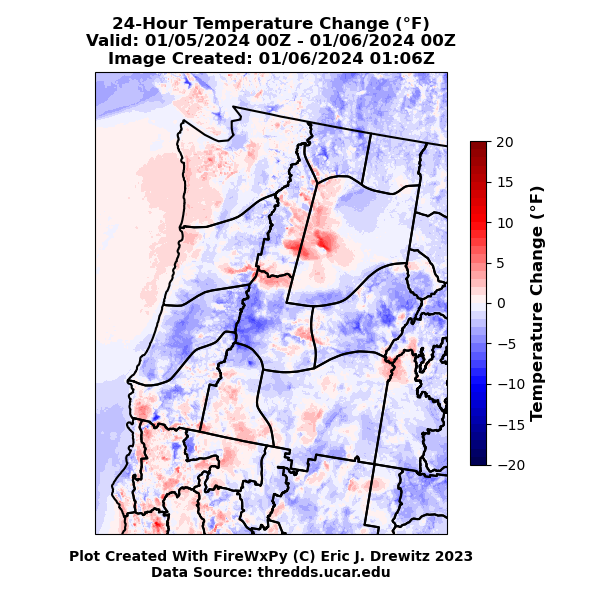 24-Hour Temperature Change (°F)
Valid: 01/05/2024 00Z - 01/06/2024 00Z
Image Created: 01/06/2024 01:06Z
20
15
10
5
0
−5
−10
−15
−20
Temperature Change (°F)
Plot Created With FireWxPy (C) Eric J. Drewitz 2023
Data Source: thredds.ucar.edu